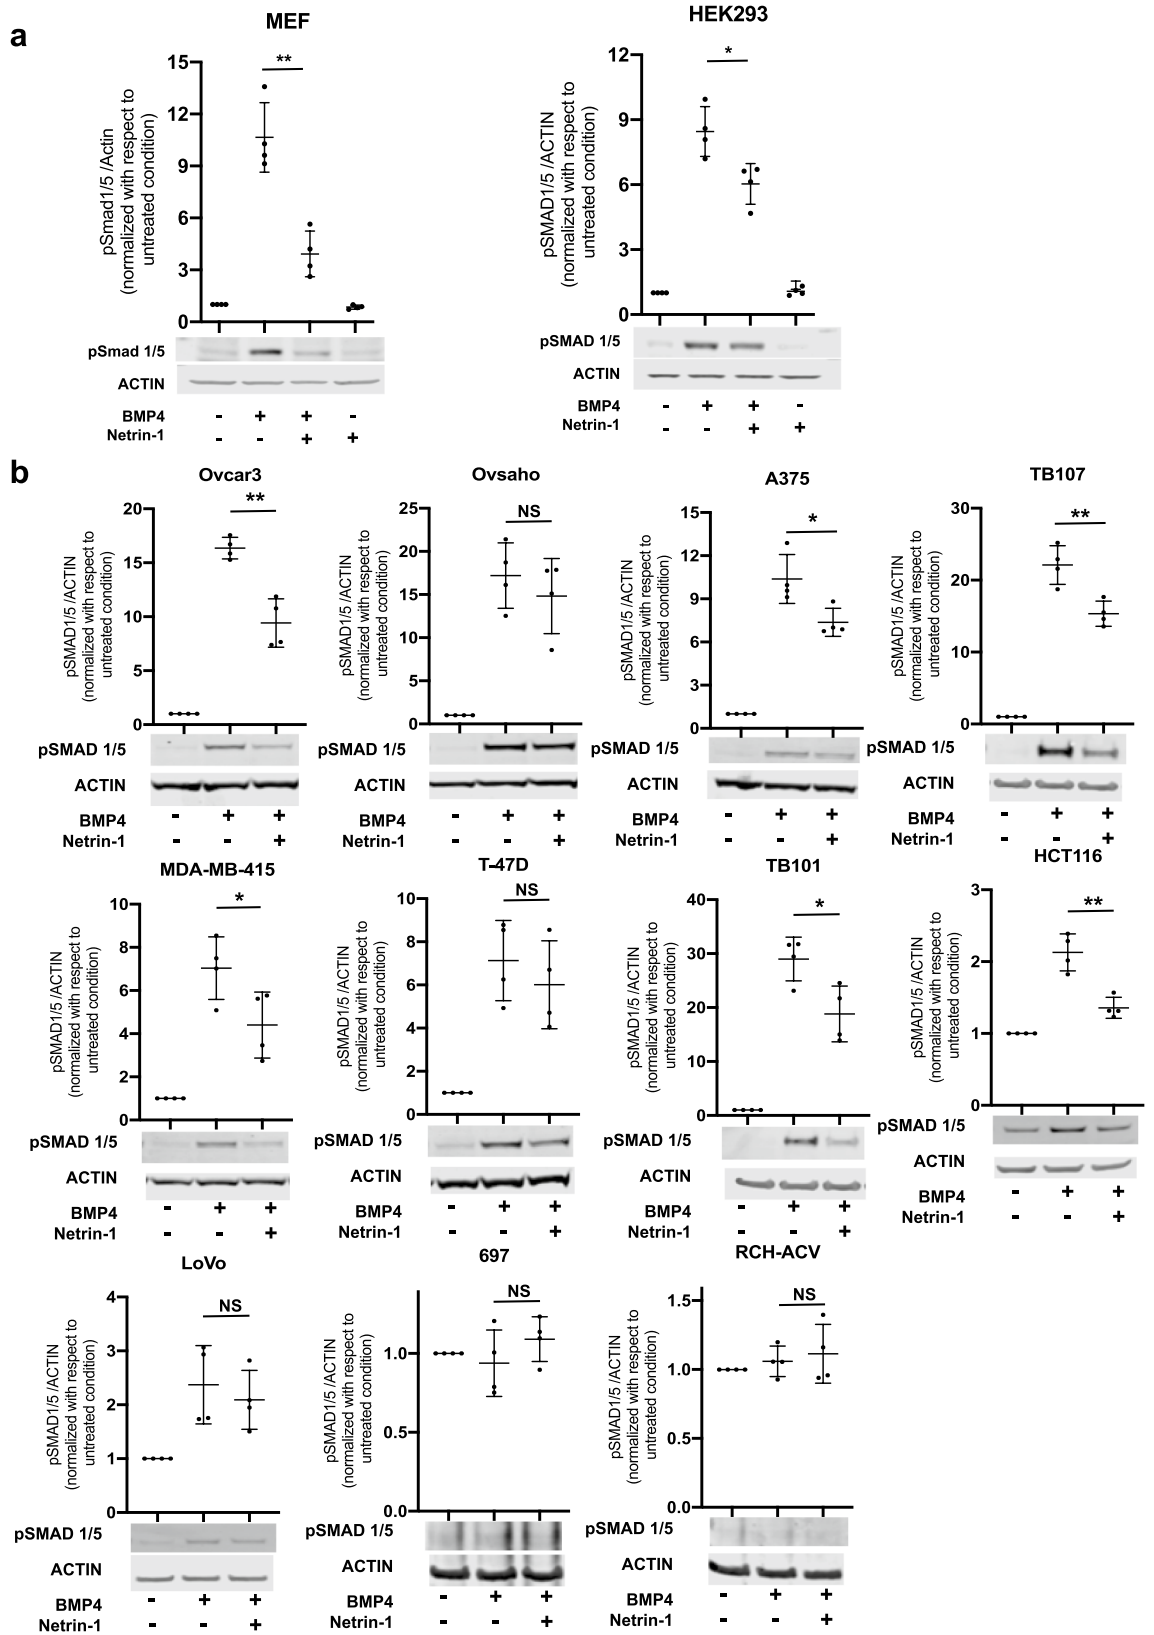 a
MEF
pSmad1/5 /Actin
(normalized with respect to
untreated condition)
15
12
9
6
3
0
**
pSmad 1/5
ACTIN
BMP4 - + + -
Netrin-1 - - + +
HEK293
pSMAD1/5 /ACTIN
(normalized with respect to
untreated condition)
12
9
6
3
0
*
pSMAD 1/5
ACTIN
BMP4 - + + -
Netrin-1 - - + +
b
Ovcar3
pSMAD1/5 /ACTIN
(normalized with respect to
untreated condition)
20
15
10
5
0
**
pSMAD 1/5
ACTIN
BMP4 - + +
Netrin-1 - - +
Ovsaho
pSMAD1/5 /ACTIN
(normalized with respect to
untreated condition)
25
20
15
10
5
0
NS
pSMAD 1/5
ACTIN
BMP4 - + +
Netrin-1 - - +
A375
pSMAD1/5 /ACTIN
(normalized with respect to
untreated condition)
15
12
9
6
3
0
*
pSMAD 1/5
ACTIN
BMP4 - + +
Netrin-1 - - +
TB107
pSMAD1/5 /ACTIN
(normalized with respect to
untreated condition)
30
20
10
0
**
pSMAD 1/5
ACTIN
BMP4 - + +
Netrin-1 - - +
MDA-MB-415
pSMAD1/5 /ACTIN
(normalized with respect to
untreated condition)
10
8
6
4
2
0
*
pSMAD 1/5
ACTIN
BMP4 - + +
Netrin-1 - - +
T-47D
pSMAD1/5 /ACTIN
(normalized with respect to
untreated condition)
10
8
6
4
2
0
NS
pSMAD 1/5
ACTIN
BMP4 - + +
Netrin-1 - - +
TB101
pSMAD1/5 /ACTIN
(normalized with respect to
untreated condition)
40
30
20
10
0
*
pSMAD 1/5
ACTIN
BMP4 - + +
Netrin-1 - - +
HCT116
pSMAD1/5 /ACTIN
(normalized with respect to
untreated condition)
3
2
1
0
**
pSMAD 1/5
ACTIN
BMP4 - + +
Netrin-1 - - +
LoVo
pSMAD1/5 /ACTIN
(normalized with respect to
untreated condition)
4
3
2
1
0
NS
pSMAD 1/5
ACTIN
BMP4 - + +
Netrin-1 - - +
697
pSMAD1/5 /ACTIN
(normalized with respect to
untreated condition)
1.0
0.5
0.0
NS
pSMAD 1/5
ACTIN
BMP4 - + +
Netrin-1 - - +
RCH-ACV
pSMAD1/5 /ACTIN
(normalized with respect to
untreated condition)
1.5
1.0
0.5
0.0
NS
pSMAD 1/5
ACTIN
BMP4 - + +
Netrin-1 - - +